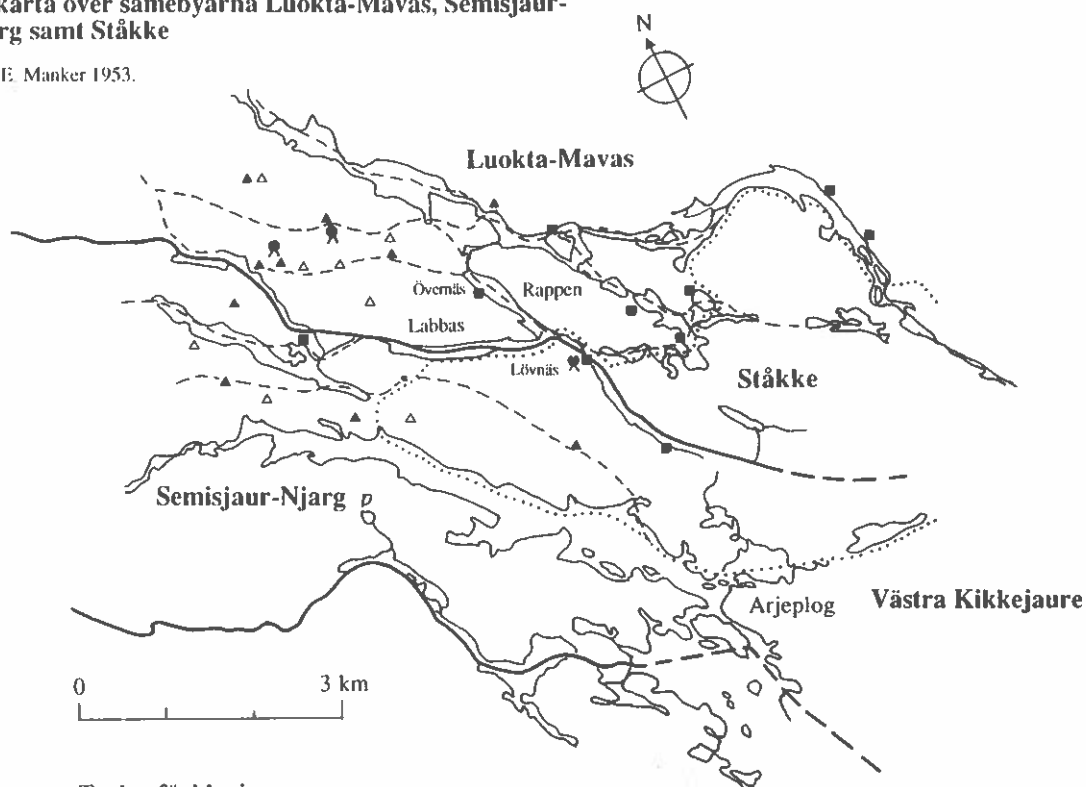 karta över samebyarna Luokta-Mavas, Semisjaur-
rg samt Ståkke
E. Manker 1953.
N
Luokta-Mavas
Övernäs
Rappen
Labbas
Lövnäs
Ståkke
Semisjaur-Njarg
Arjeplog
Västra Kikkejaure
0
3 km